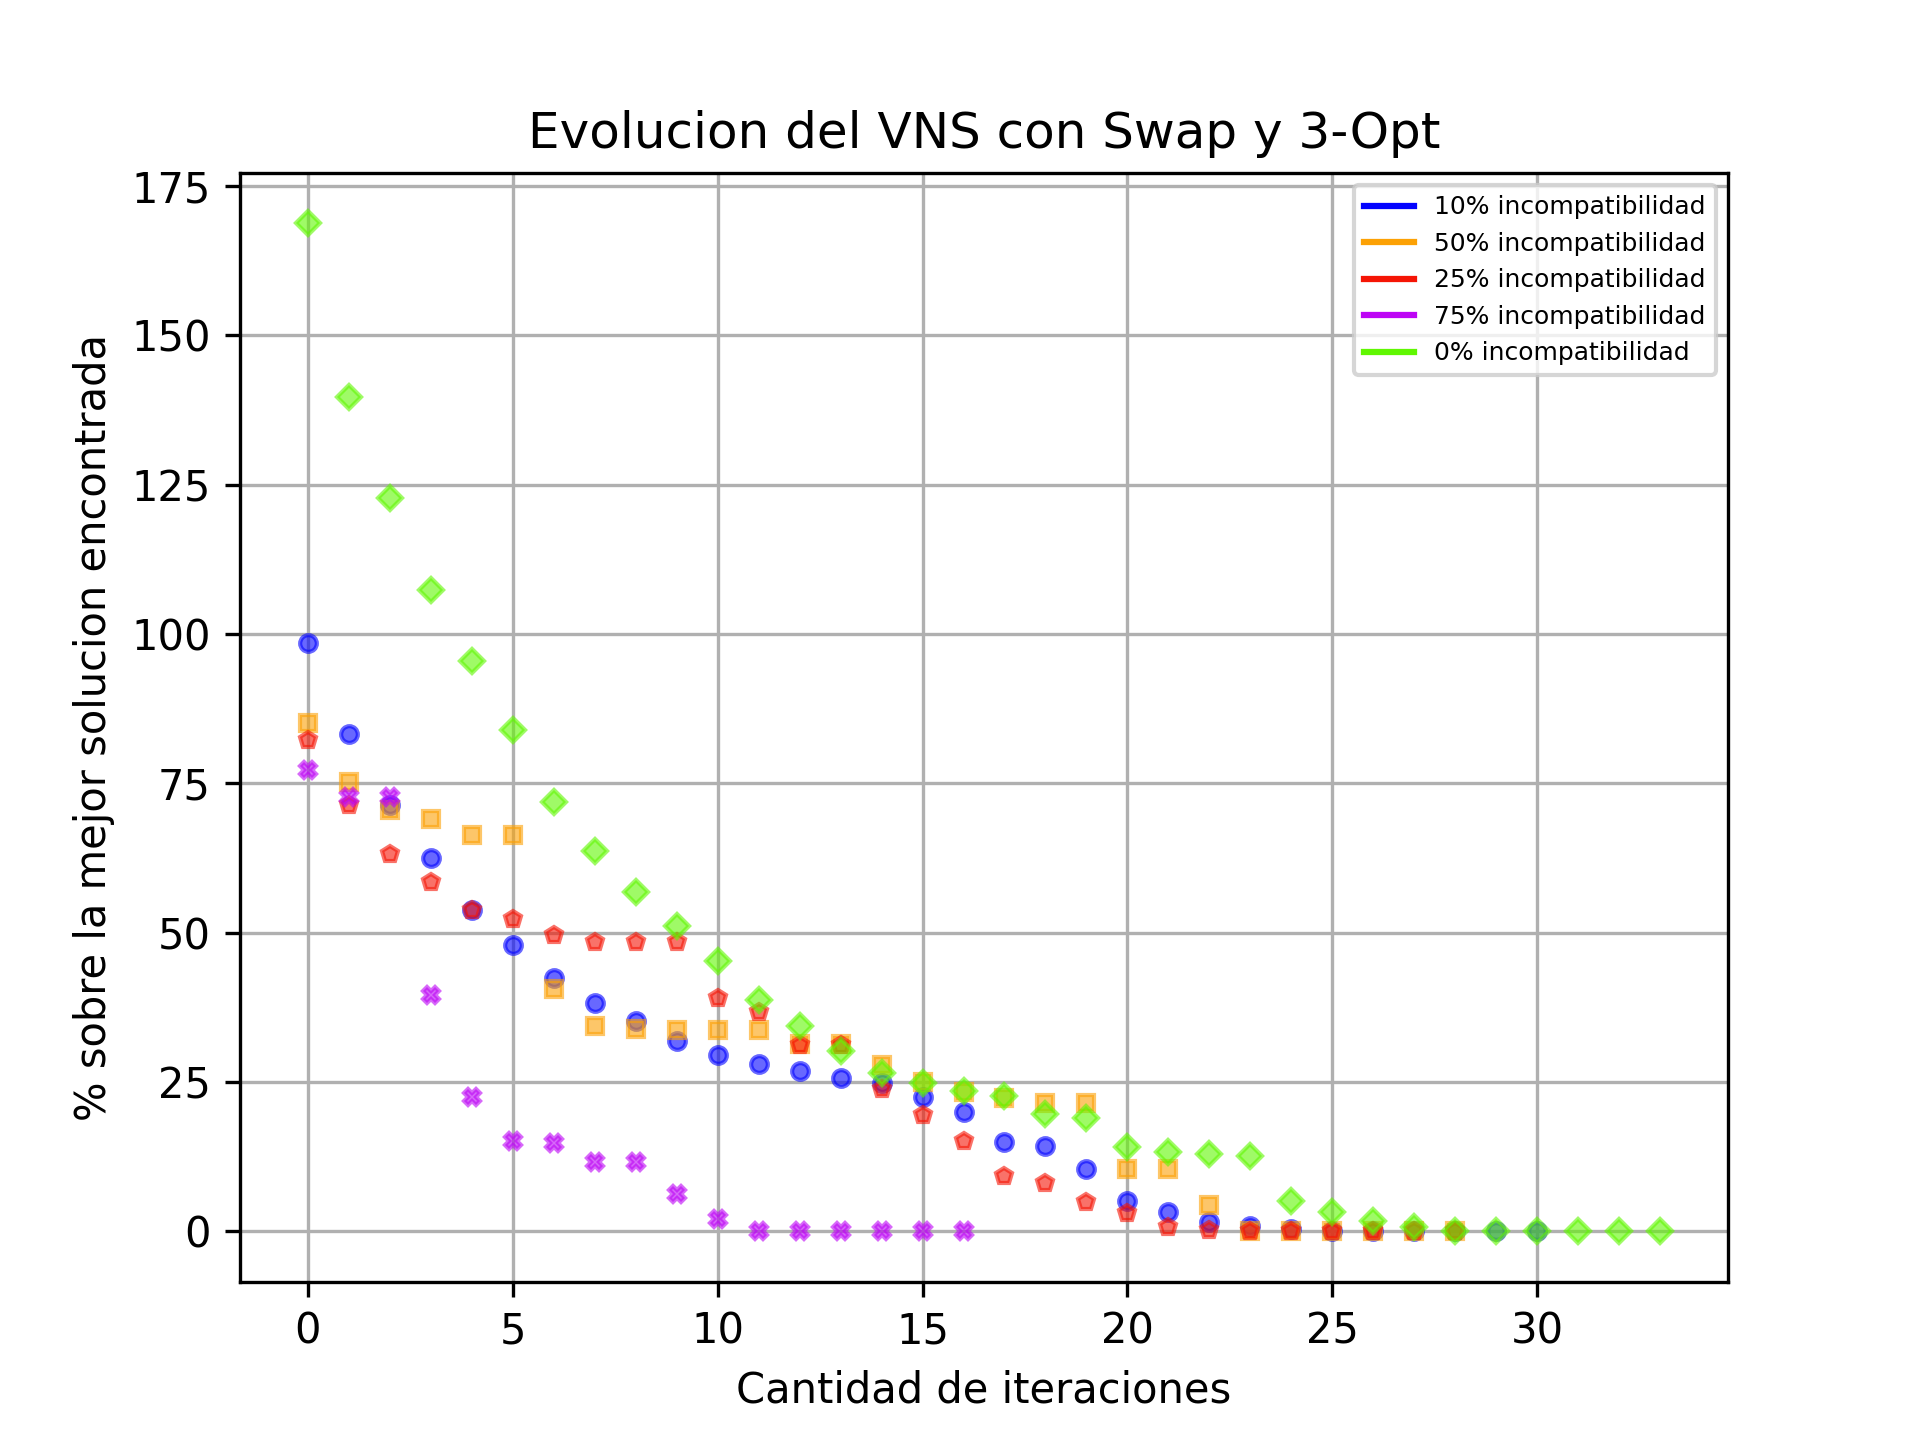 Evolucion del VNS con Swap y 3-Opt
175
150
125
100
75
50
25
0
% sobre la mejor solucion encontrada
10% incompatibilidad
50% incompatibilidad
25% incompatibilidad
75% incompatibilidad
0% incompatibilidad
0 5 10 15 20 25 30
Cantidad de iteraciones